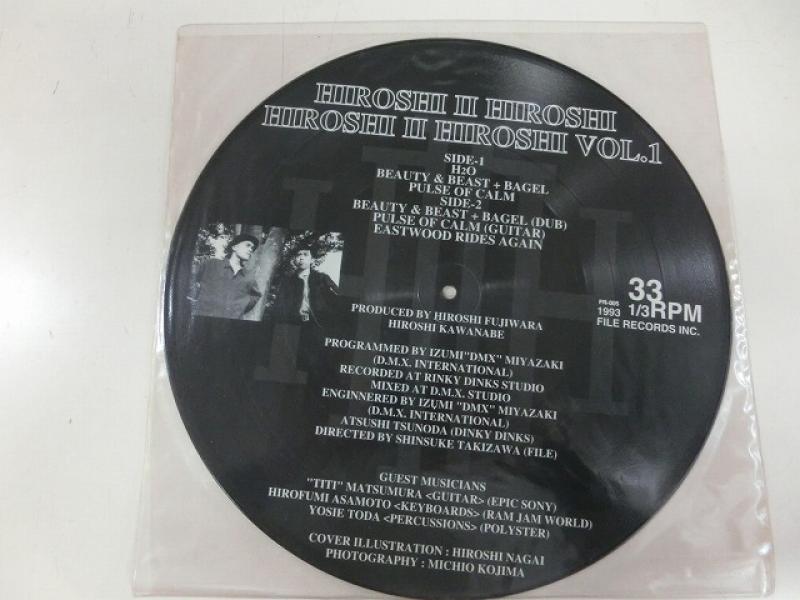 HIROSHI II HIROSHI
HIROSHI II HIROSHI VOL.1
SIDE-1
H2O
BEAUTY & BEAST + BAGEL
PULSE OF CALM
SIDE-2
BEAUTY & BEAST + BAGEL (DUB)
PULSE OF CALM (GUITAR)
EASTWOOD RIDES AGAIN
PRODUCED BY HIROSHI FUJIWARA
HIROSHI KAWANABE
FR-005
1993
33 1/3RPM
FILE RECORDS INC.
PROGRAMMED BY IZUMI"DMX" MIYAZAKI
(D.M.X. INTERNATIONAL)
RECORDED AT RINKY DINKS STUDIO
MIXED AT D.M.X. STUDIO
ENGINNERED BY IZUMI "DMX" MIYAZAKI
(D.M.X. INTERNATIONAL)
ATSUSHI TSUNODA (DINKY DINKS)
DIRECTED BY SHINSUKE TAKIZAWA (FILE)
GUEST MUSICIANS
"TITI" MATSUMURA <GUITAR> (EPIC SONY)
HIROFUMI ASAMOTO <KEYBOARDS> (RAM JAM WORLD)
YOSIE TODA <PERCUSSIONS> (POLYSTER)
COVER ILLUSTRATION : HIROSHI NAGAI
PHOTOGRAPHY : MICHIO KOJIMA